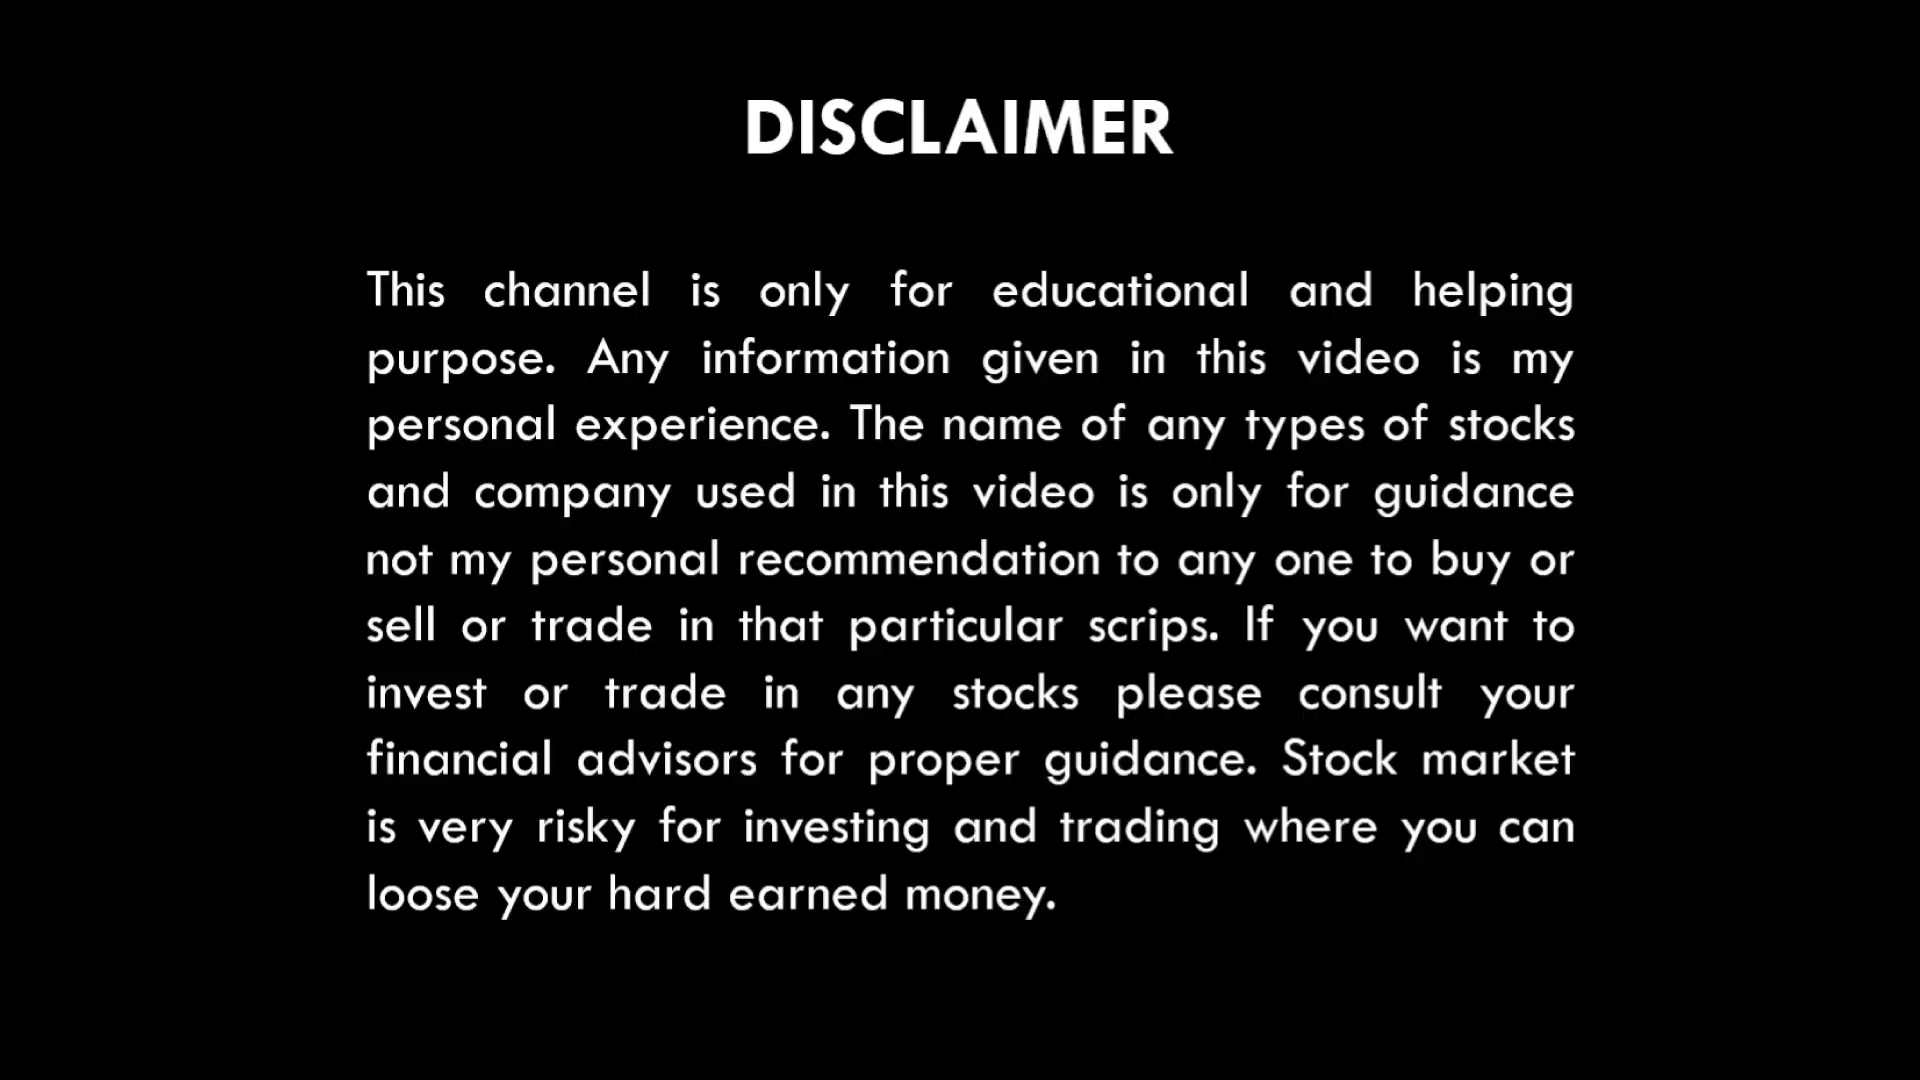 DISCLAIMER
This channel is only for educational and helping
purpose. Any information given in this video is my
personal experience. The name of any types of stocks
and company used in this video is only for guidance
not my personal recommendation to any one to buy or
sell or trade in that particular scrips. If you want to
invest or trade in any stocks please consult your
financial advisors for proper guidance. Stock market
is very risky for investing and trading where you can
loose your hard earned money.